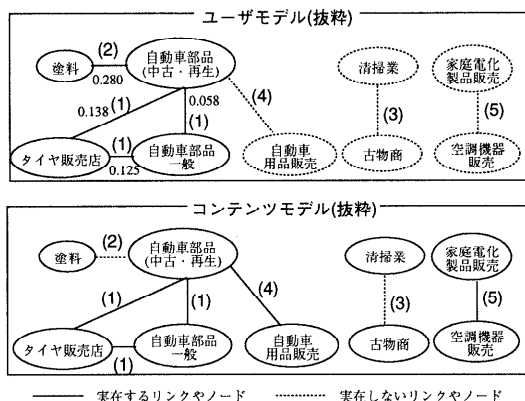 ユーザモデル(抜粋)
(2)
塗料
0.280
自動車部品
(中古・再生)
0.138
(1)
0.058
(1)
(4)
(1)
タイヤ販売店
0.125
自動車部品
一般
自動車
用品販売
清掃業
(3)
古物商
家庭電化
製品販売
(5)
空調機器
販売
コンテンツモデル(抜粋)
(2)
塗料
自動車部品
(中古・再生)
(1)
(1)
(4)
タイヤ販売店
(1)
自動車部品
一般
自動車
用品販売
清掃業
(3)
古物商
家庭電化
製品販売
(5)
空調機器
販売
実在するリンクやノード
実在しないリンクやノード